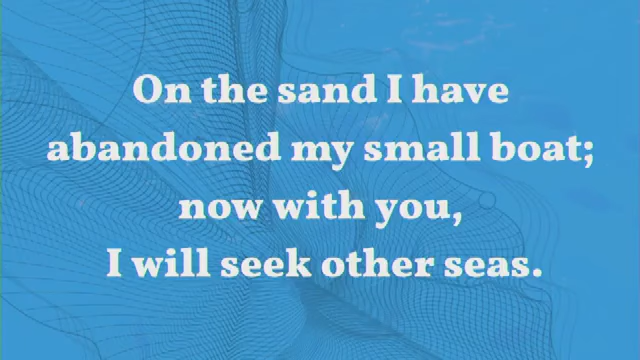 On the sand I have
abandoned my small boat;
now with you,
I will seek other seas.